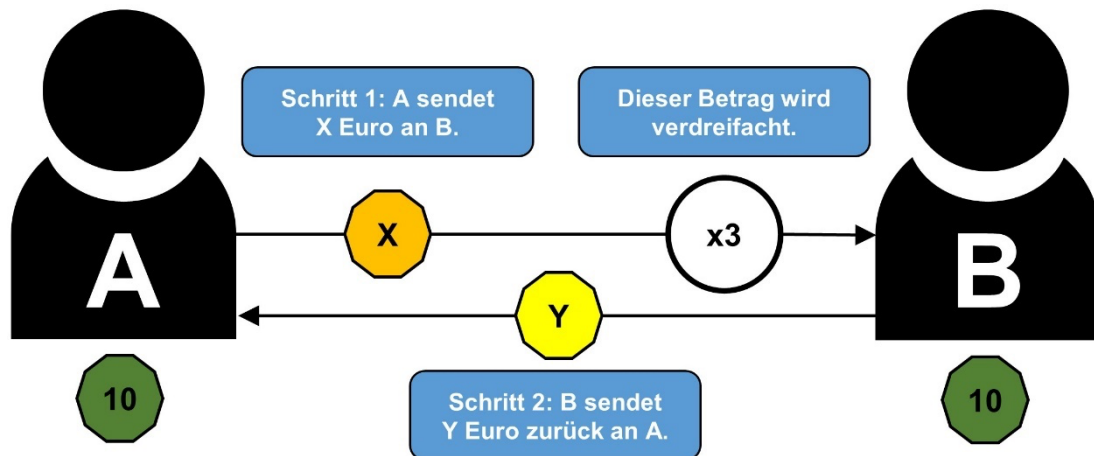 Schritt 1: A sendet
X Euro an B.
Dieser Betrag wird
verdreifacht.
A
X
x3
B
Y
10
Schritt 2: B sendet
Y Euro zurück an A.
10